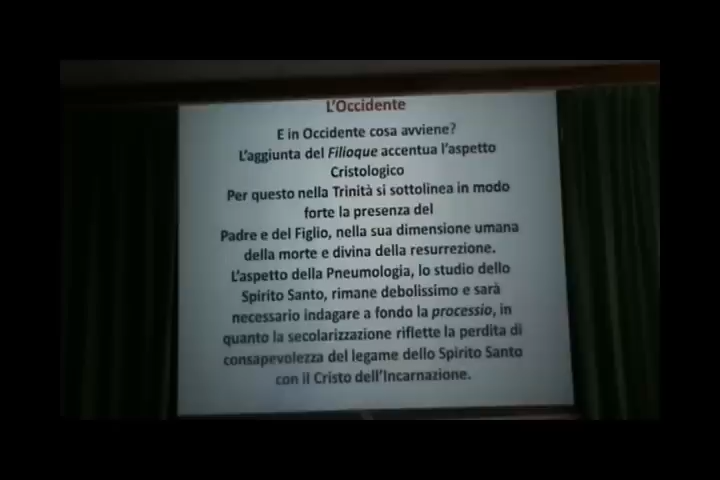 L'Occidente
E in Occidente cosa avviene?
L'aggiunta del Filioque accentua l'aspetto
Cristologico
Per questo nella Trinità si sottolinea in modo
forte la presenza del
Padre e del Figlio, nella sua dimensione umana
della morte e divina della resurrezione.
L'aspetto della Pneumologia, lo studio dello
Spirito Santo, rimane debolissimo e sarà
necessario indagare a fondo la processio, in
quanto la secolarizzazione riflette la perdita di
consapevolezza del legame dello Spirito Santo
con il Cristo dell'Incarnazione.